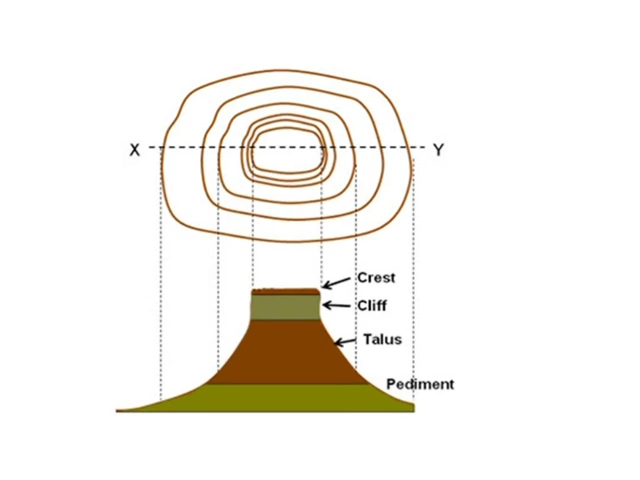 X
Y
Crest
Cliff
Talus
Pediment